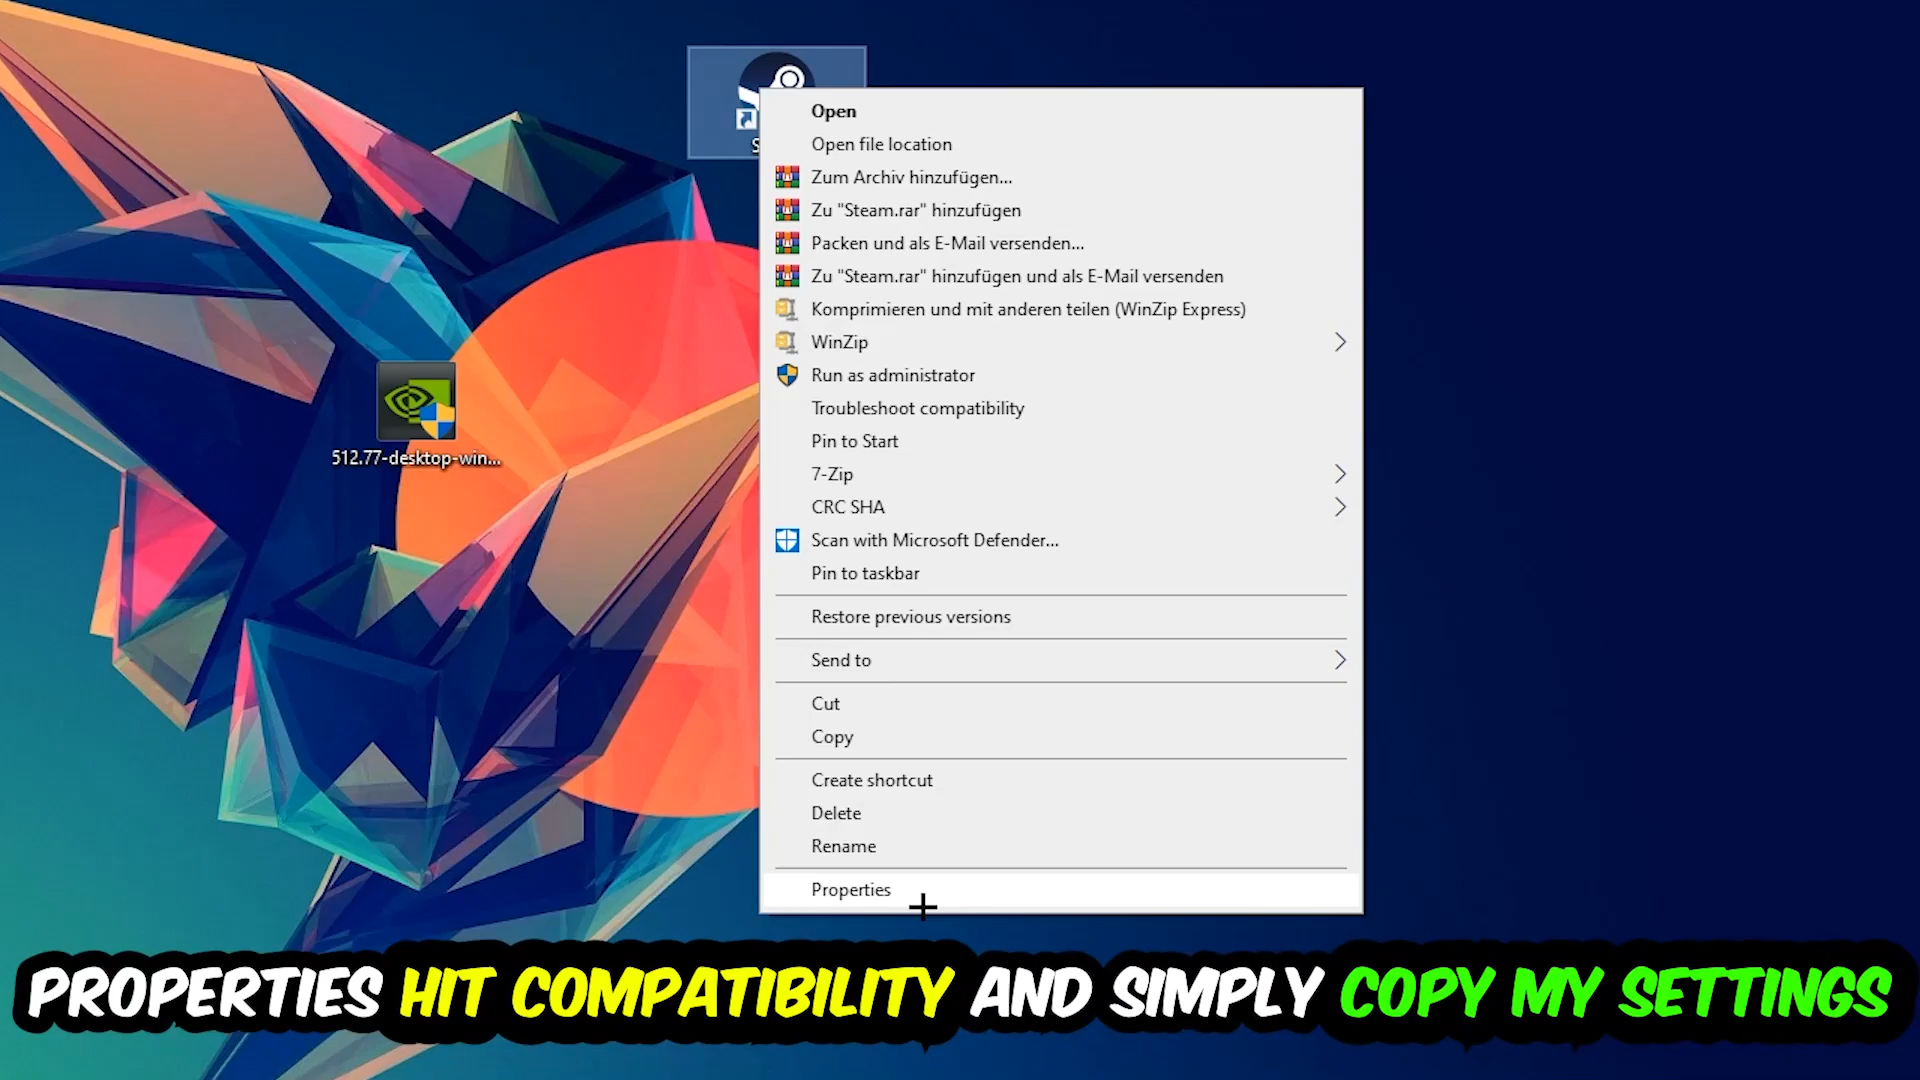 Open
Open file location
Zum Archiv hinzufügen...
Zu "Steam.rar" hinzufügen
Packen und als E-Mail versenden...
Zu "Steam.rar" hinzufügen und als E-Mail versenden
Komprimieren und mit anderen teilen (WinZip Express)
WinZip
Run as administrator
Troubleshoot compatibility
Pin to Start
7-Zip
CRC SHA
Scan with Microsoft Defender...
Pin to taskbar
Restore previous versions
Send to
Cut
Copy
Create shortcut
Delete
Rename
Properties
512.77-desktop-win...
PROPERTIES HIT COMPATIBILITY AND SIMPLY COPY MY SETTINGS